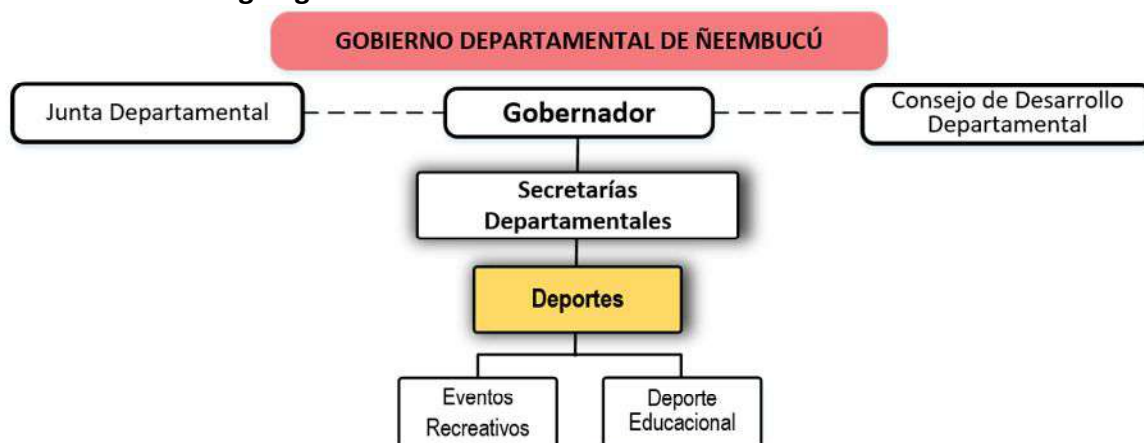 GOBIERNO DEPARTAMENTAL DE ÑEEMBUCÚ
Junta Departamental
Gobernador
Consejo de Desarrollo
Departamental
Secretarías
Departamentales
Deportes
Eventos
Recreativos
Deporte
Educacional